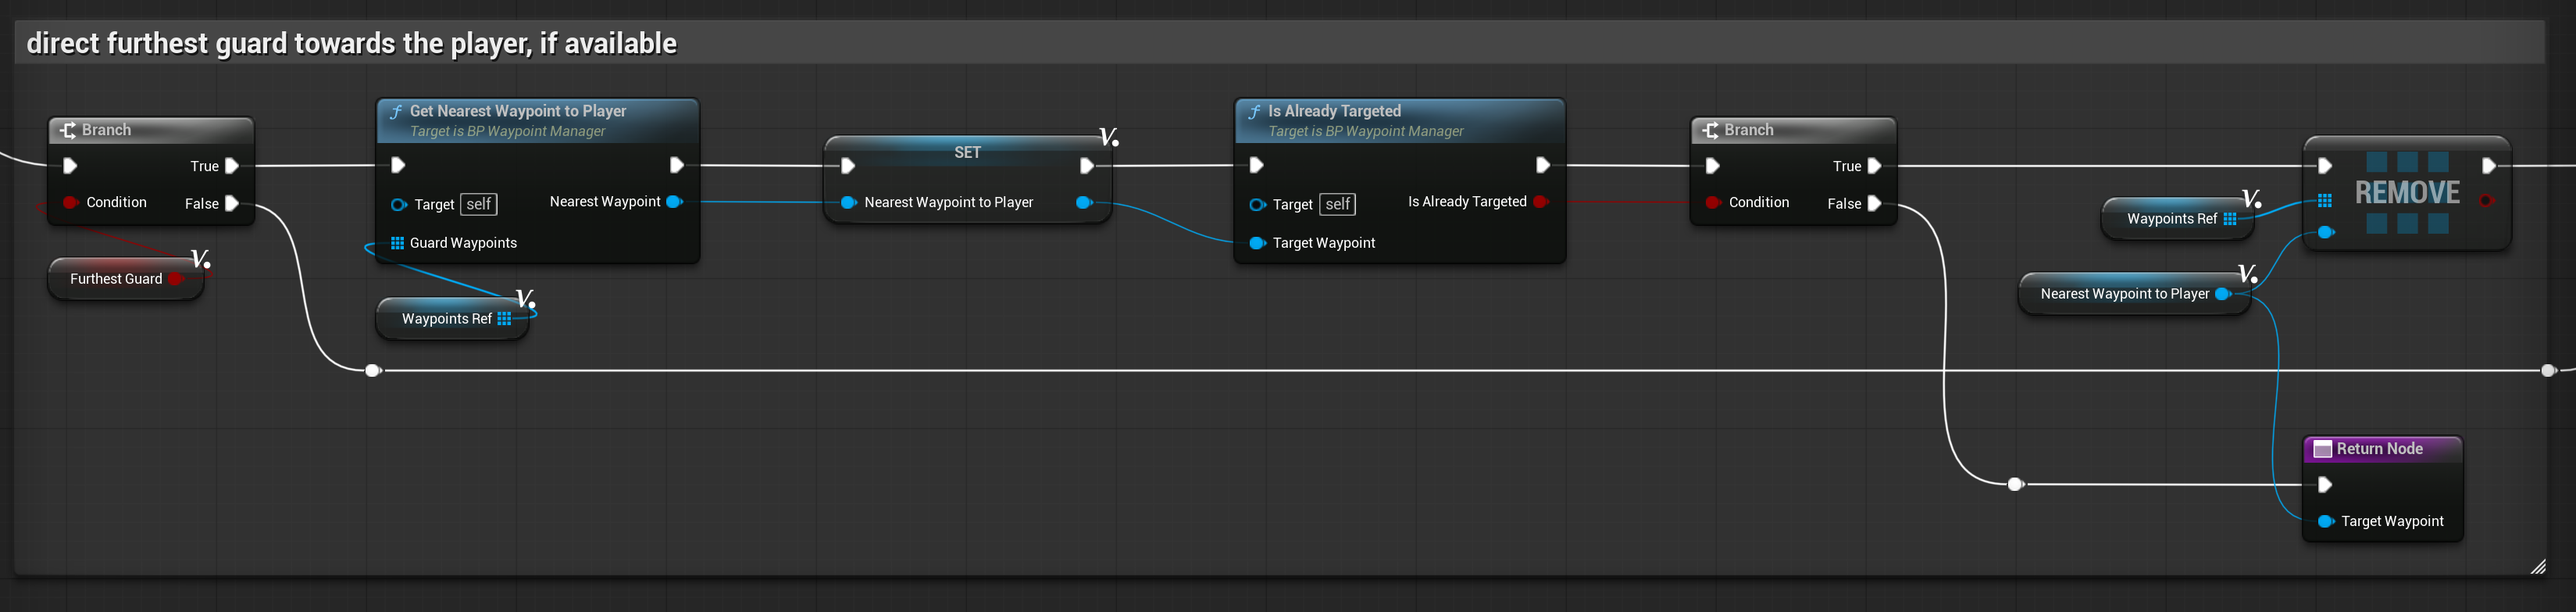 direct furthest guard towards the player, if available
Branch
True
Condition
False
Furthest Guard
V.
f Get Nearest Waypoint to Player
Target is BP Waypoint Manager
Target self
Nearest Waypoint
Guard Waypoints
Waypoints Ref
V.
SET
V.
Nearest Waypoint to Player
f Is Already Targeted
Target is BP Waypoint Manager
Target self
Is Already Targeted
Target Waypoint
Branch
True
Condition
False
Waypoints Ref
V.
Nearest Waypoint to Player
V.
REMOVE
Return Node
Target Waypoint